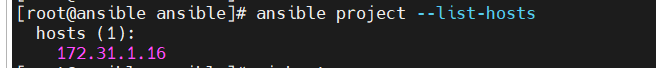 [root@ansible ansible]# ansible project --list-hosts
  hosts (1):
    172.31.1.16